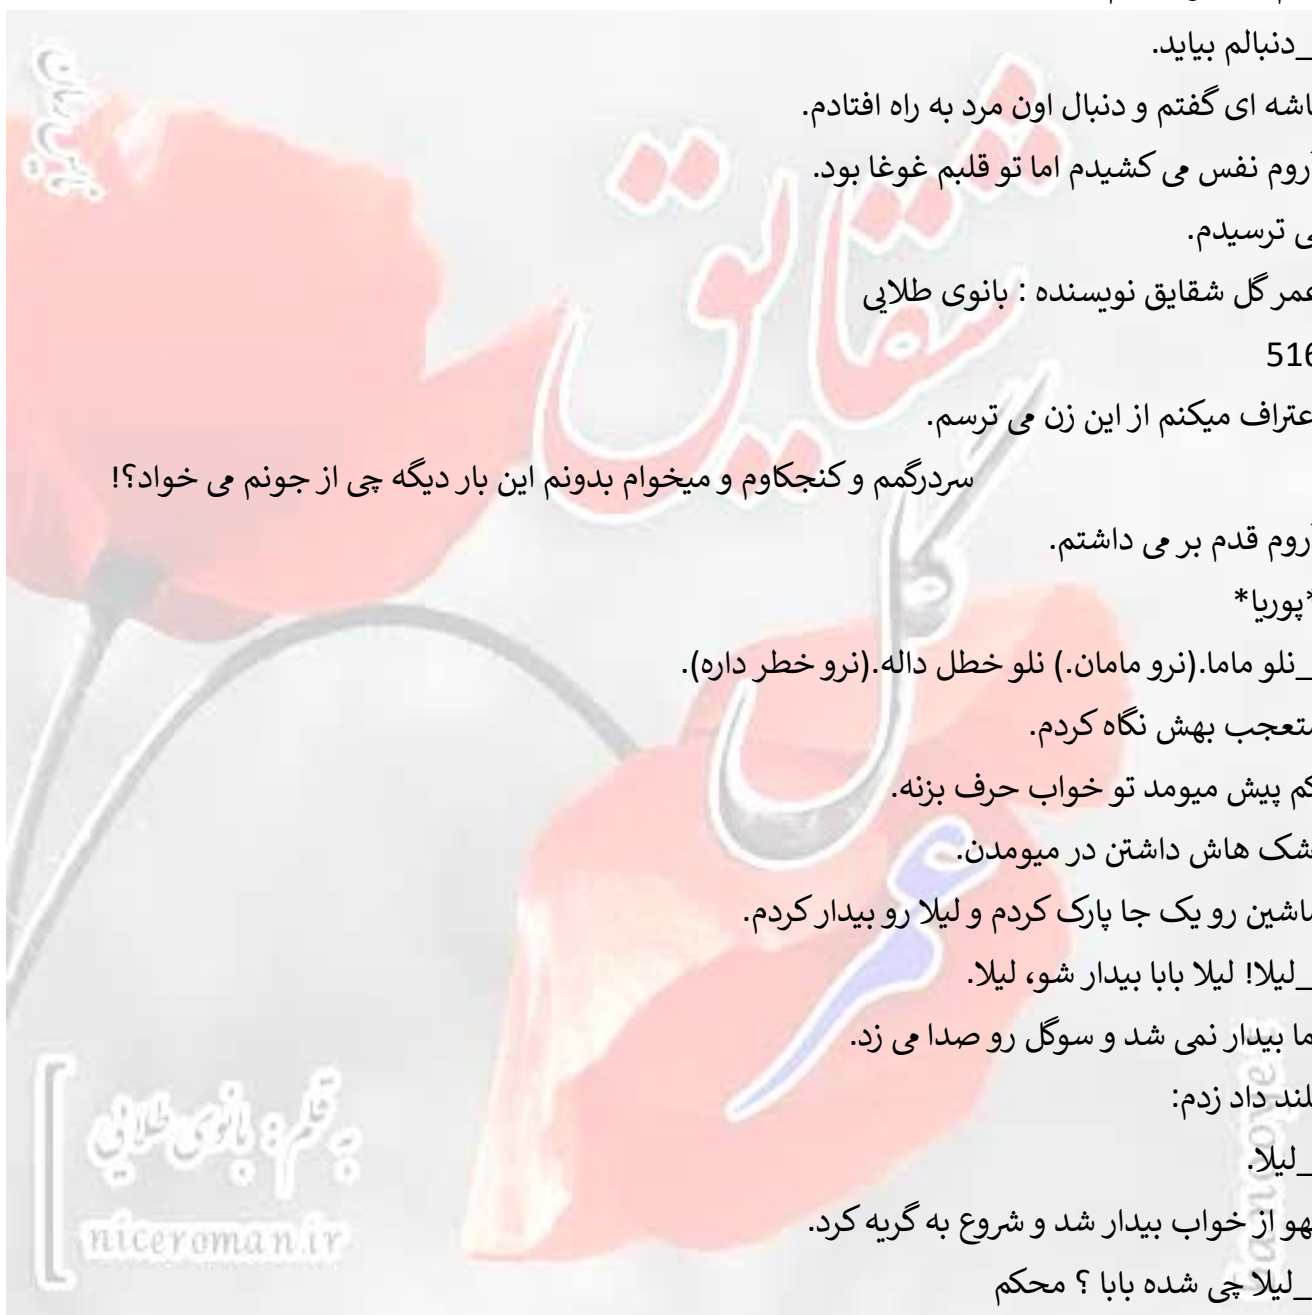 _دنبالم بیاید.
باشه ای گفتم و دنبال اون مرد به راه افتادم.
آروم نفس می کشیدم اما تو قلبم غوغا بود.
می ترسیدم.
عمر گل شقایق نویسنده : بانوی طلایی
516
اعتراف میکنم از این زن می ترسم.
سردرگمم و کنجکاوم و میخوام بدونم این بار دیگه چی از جونم می خواد؟!
آروم قدم بر می داشتم.
*پوریا*
_نلو ماما.(نرو مامان.) نلو خطل داله.(نرو خطر داره).
متعجب بهش نگاه کردم.
کم پیش میومد تو خواب حرف بزنه.
اشک هاش داشتن در میومدن.
ماشین رو یک جا پارک کردم و لیلا رو بیدار کردم.
_لیلا! لیلا بابا بیدار شو، لیلا.
اما بیدار نمی شد و سوگل رو صدا می زد.
بلند داد زدم:
_لیلا.
یهو از خواب بیدار شد و شروع به گریه کرد.
_لیلا چی شده بابا ؟ محکم
شقایق
گل
عمر
به قلم : بانوی طلایی
niceroman.ir